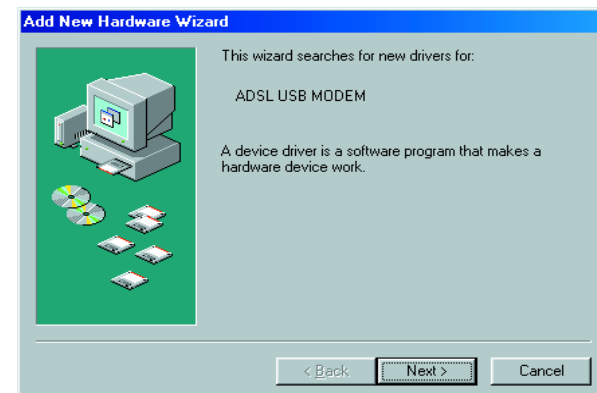 Add New Hardware Wizard
This wizard searches for new drivers for:
ADSL USB MODEM
A device driver is a software program that makes a
hardware device work.
< Back
Next >
Cancel